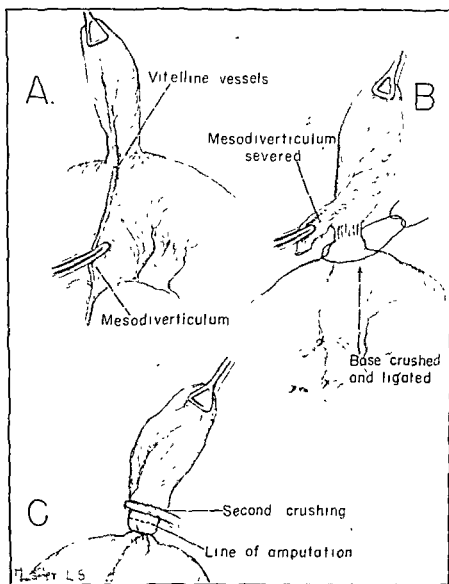 A.
Vitelline vessels
Mesodiverticulum
B
Mesodiverticulum
severed
Base crushed
and ligated
C
Second crushing
Line of amputation